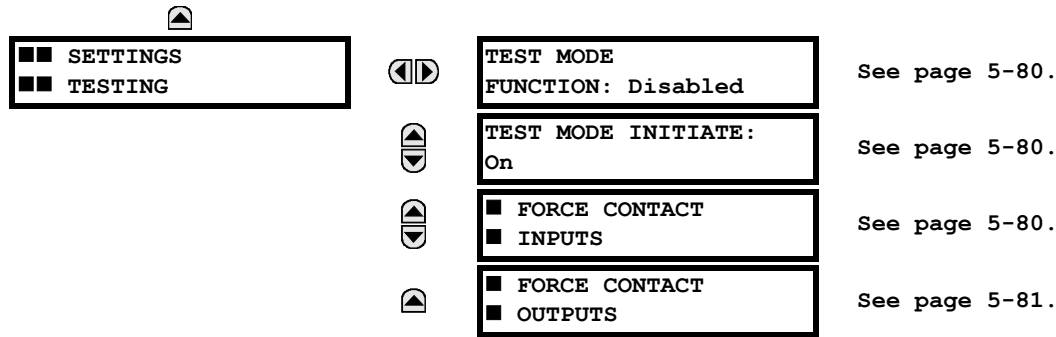 ■■ SETTINGS
■■ TESTING
TEST MODE
FUNCTION: Disabled
See page 5-80.
TEST MODE INITIATE:
On
See page 5-80.
■ FORCE CONTACT
■ INPUTS
See page 5-80.
■ FORCE CONTACT
■ OUTPUTS
See page 5-81.